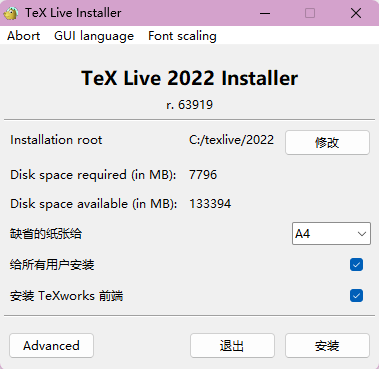 TeX Live Installer
Abort GUI language Font scaling
TeX Live 2022 Installer
r. 63919
Installation root C:/texlive/2022 修改
Disk space required (in MB): 7796
Disk space available (in MB): 133394
缺省的纸张给 A4
给所有用户安装
安装 TeXworks 前端
Advanced 退出 安装